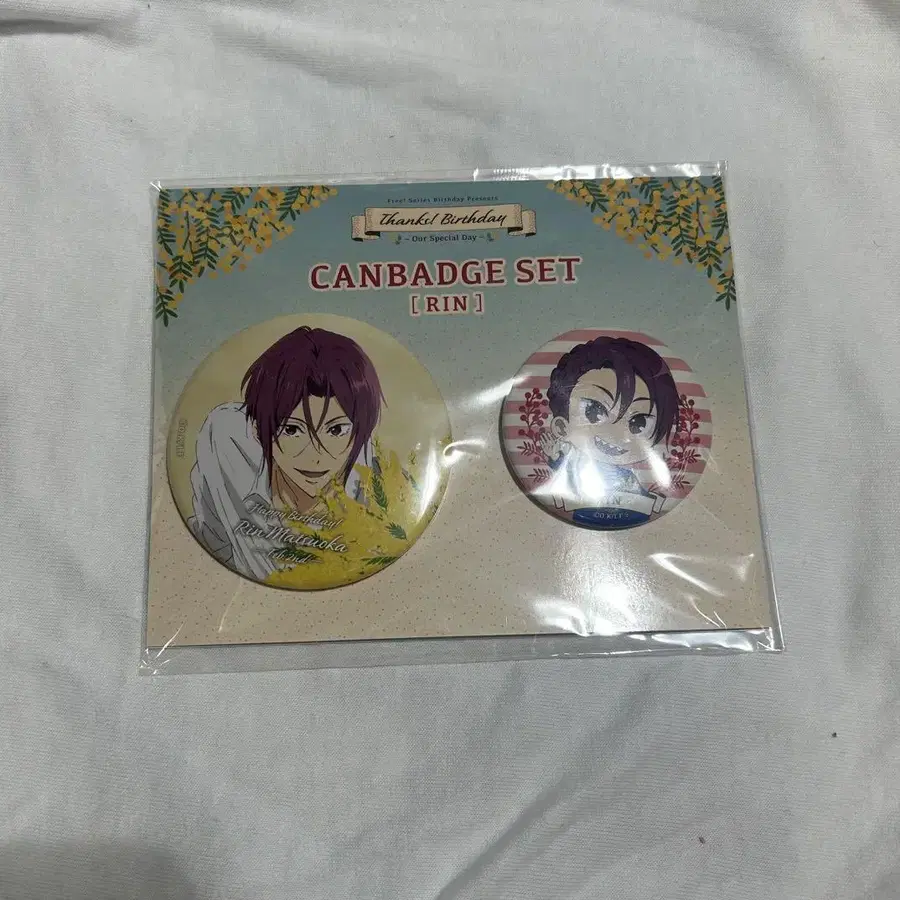 Free! Series Birthday Presents
Thanks! Birthday
~ Our Special Day ~
CANBADGE SET
[ RIN ]
Happy Birthday!
Rin Matsuoka
RIN